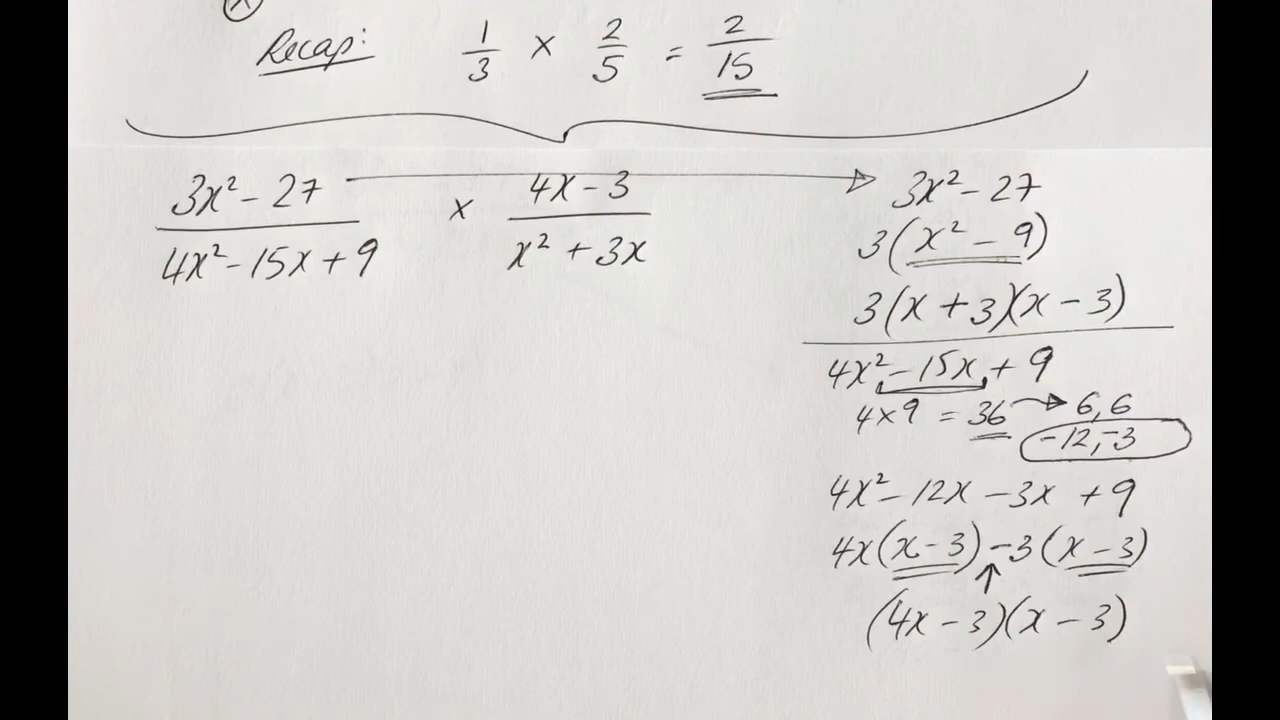 Recap: 1/3 × 2/5 = 2/15
3x² - 27 / 4x² - 15x + 9 × 4x - 3 / x² + 3x
3x² - 27
3(x² - 9)
3(x + 3)(x - 3)
4x² - 15x + 9
4×9 = 36 → 6,6
-12,-3
4x² - 12x - 3x + 9
4x(x - 3) - 3(x - 3)
(4x - 3)(x - 3)